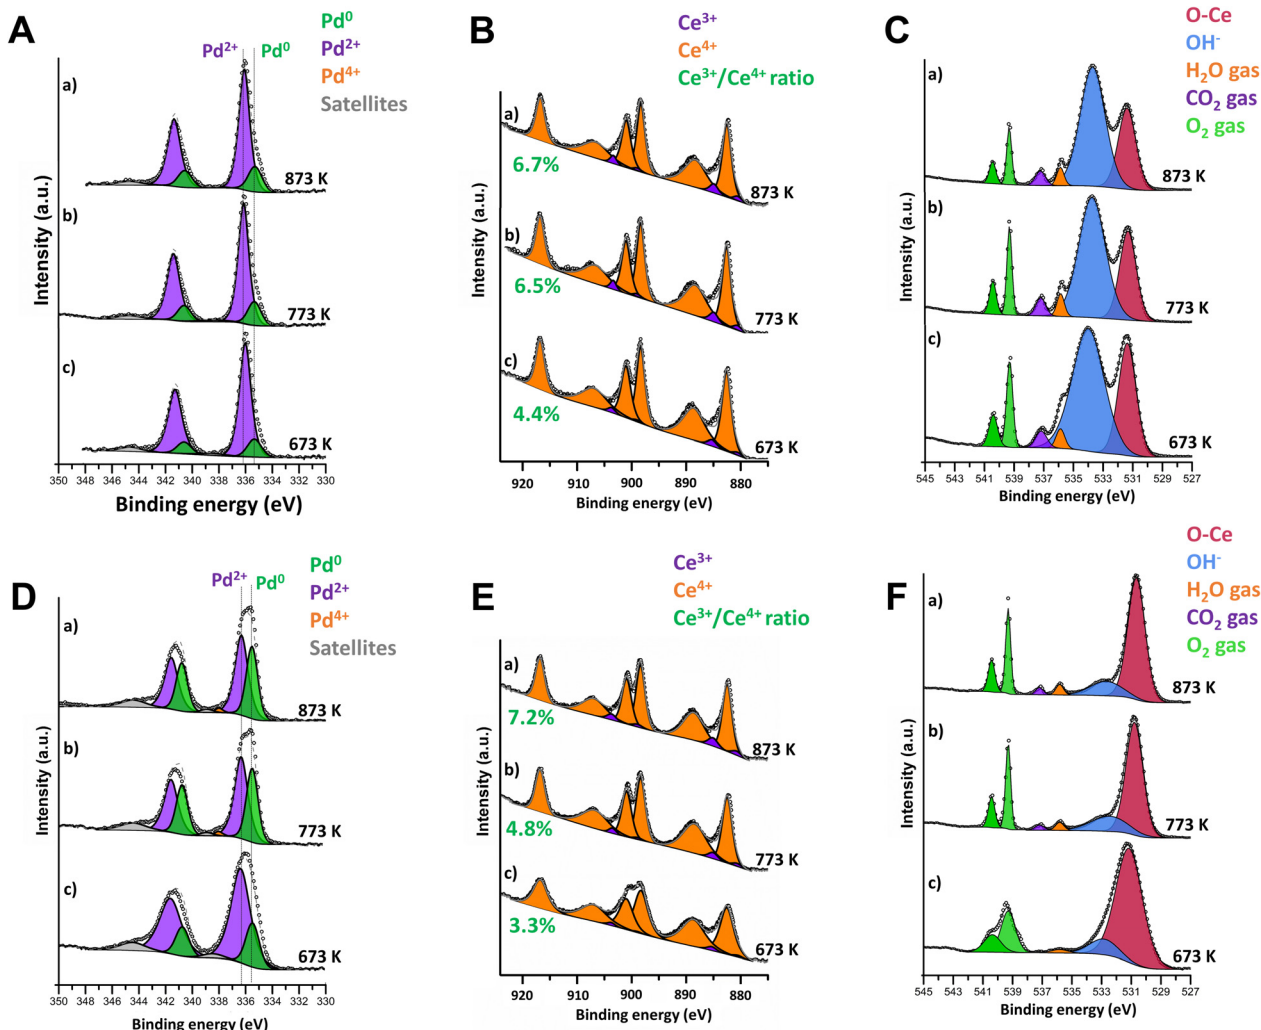 A
Pd⁰
Pd²⁺
Pd⁴⁺
Satellites
Pd²⁺ Pd⁰
a)
873 K
b)
773 K
c)
673 K
Intensity (a.u.)
350 348 346 344 342 340 338 336 334 332 330
Binding energy (eV)
B
Ce³⁺
Ce⁴⁺
Ce³⁺/Ce⁴⁺ ratio
a)
6.7%
873 K
b)
6.5%
773 K
c)
4.4%
673 K
Intensity (a.u.)
920 910 900 890 880
Binding energy (eV)
C
O-Ce
OH⁻
H₂O gas
CO₂ gas
O₂ gas
a)
873 K
b)
773 K
c)
673 K
Intensity (a.u.)
545 543 541 539 537 535 533 531 529 527
Binding energy (eV)
D
Pd⁰
Pd²⁺
Pd⁴⁺
Satellites
Pd²⁺ Pd⁰
a)
873 K
b)
773 K
c)
673 K
Intensity (a.u.)
350 348 346 344 342 340 338 336 334 332 330
Binding energy (eV)
E
Ce³⁺
Ce⁴⁺
Ce³⁺/Ce⁴⁺ ratio
a)
7.2%
873 K
b)
4.8%
773 K
c)
3.3%
673 K
Intensity (a.u.)
920 910 900 890 880
Binding energy (eV)
F
O-Ce
OH⁻
H₂O gas
CO₂ gas
O₂ gas
a)
873 K
b)
773 K
c)
673 K
Intensity (a.u.)
545 543 541 539 537 535 533 531 529 527
Binding energy (eV)